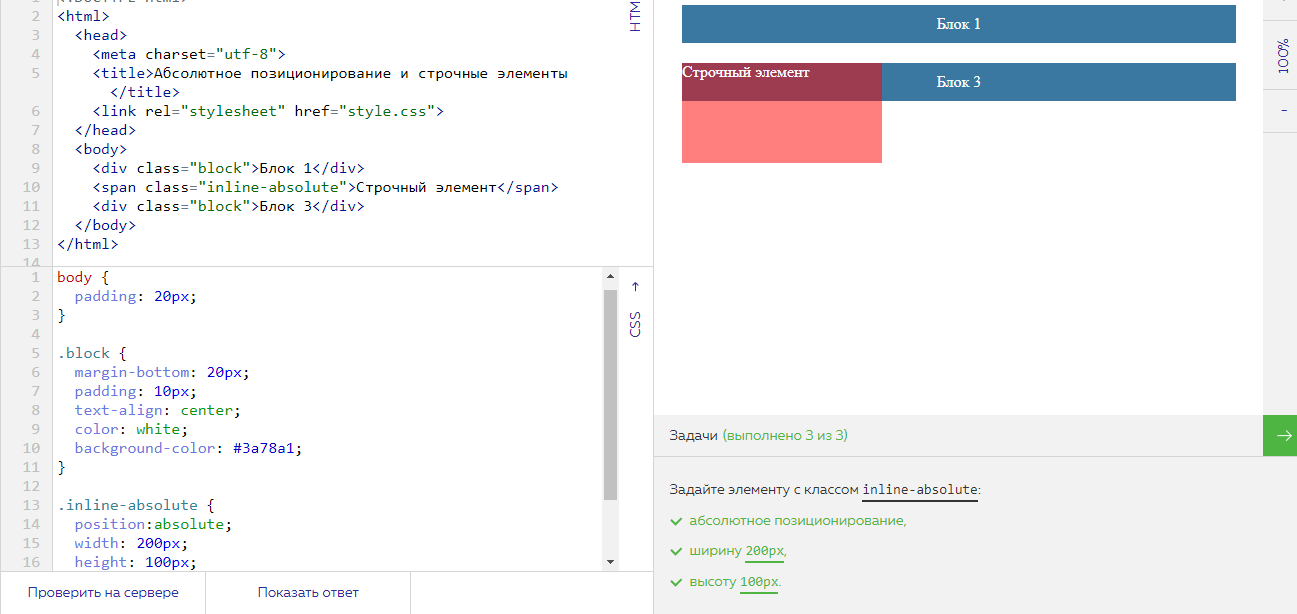 2 <html>
3 <head>
4 <meta charset="utf-8">
5 <title>Абсолютное позиционирование и строчные элементы
</title>
6 <link rel="stylesheet" href="style.css">
7 </head>
8 <body>
9 <div class="block">Блок 1</div>
10 <span class="inline-absolute">Строчный элемент</span>
11 <div class="block">Блок 3</div>
12 </body>
13 </html>
14
HTM
1 body {
2 padding: 20px;
3 }
4
5 .block {
6 margin-bottom: 20px;
7 padding: 10px;
8 text-align: center;
9 color: white;
10 background-color: #3a78a1;
11 }
12
13 .inline-absolute {
14 position:absolute;
15 width: 200px;
16 height: 100px;
CSS
Проверить на сервере
Показать ответ
Блок 1
Строчный элемент
Блок 3
100%
-
Задачи (выполнено 3 из 3)
Задайте элементу с классом inline-absolute:
абсолютное позиционирование,
ширину 200px,
высоту 100px.